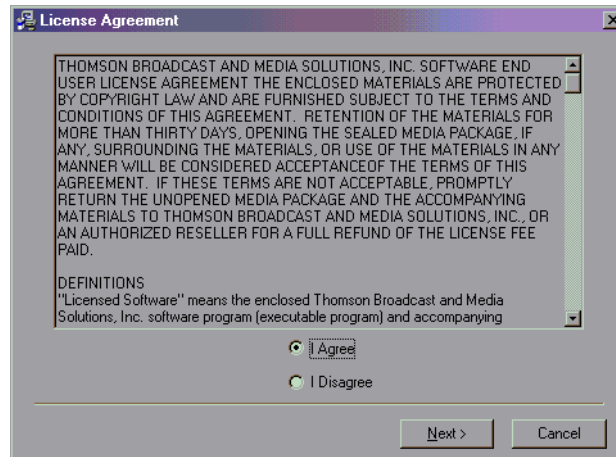 License Agreement
THOMSON BROADCAST AND MEDIA SOLUTIONS, INC. SOFTWARE END
USER LICENSE AGREEMENT THE ENCLOSED MATERIALS ARE PROTECTED
BY COPYRIGHT LAW AND ARE FURNISHED SUBJECT TO THE TERMS AND
CONDITIONS OF THIS AGREEMENT.  RETENTION OF THE MATERIALS FOR
MORE THAN THIRTY DAYS, OPENING THE SEALED MEDIA PACKAGE, IF
ANY, SURROUNDING THE MATERIALS, OR USE OF THE MATERIALS IN ANY
MANNER WILL BE CONSIDERED ACCEPTANCEOF THE TERMS OF THIS
AGREEMENT.  IF THESE TERMS ARE NOT ACCEPTABLE, PROMPTLY
RETURN THE UNOPENED MEDIA PACKAGE AND THE ACCOMPANYING
MATERIALS TO THOMSON BROADCAST AND MEDIA SOLUTIONS, INC., OR
AN AUTHORIZED RESELLER FOR A FULL REFUND OF THE LICENSE FEE
PAID.
DEFINITIONS
"Licensed Software" means the enclosed Thomson Broadcast and Media
Solutions, Inc. software program (executable program) and accompanying
I Agree
I Disagree
Next >
Cancel